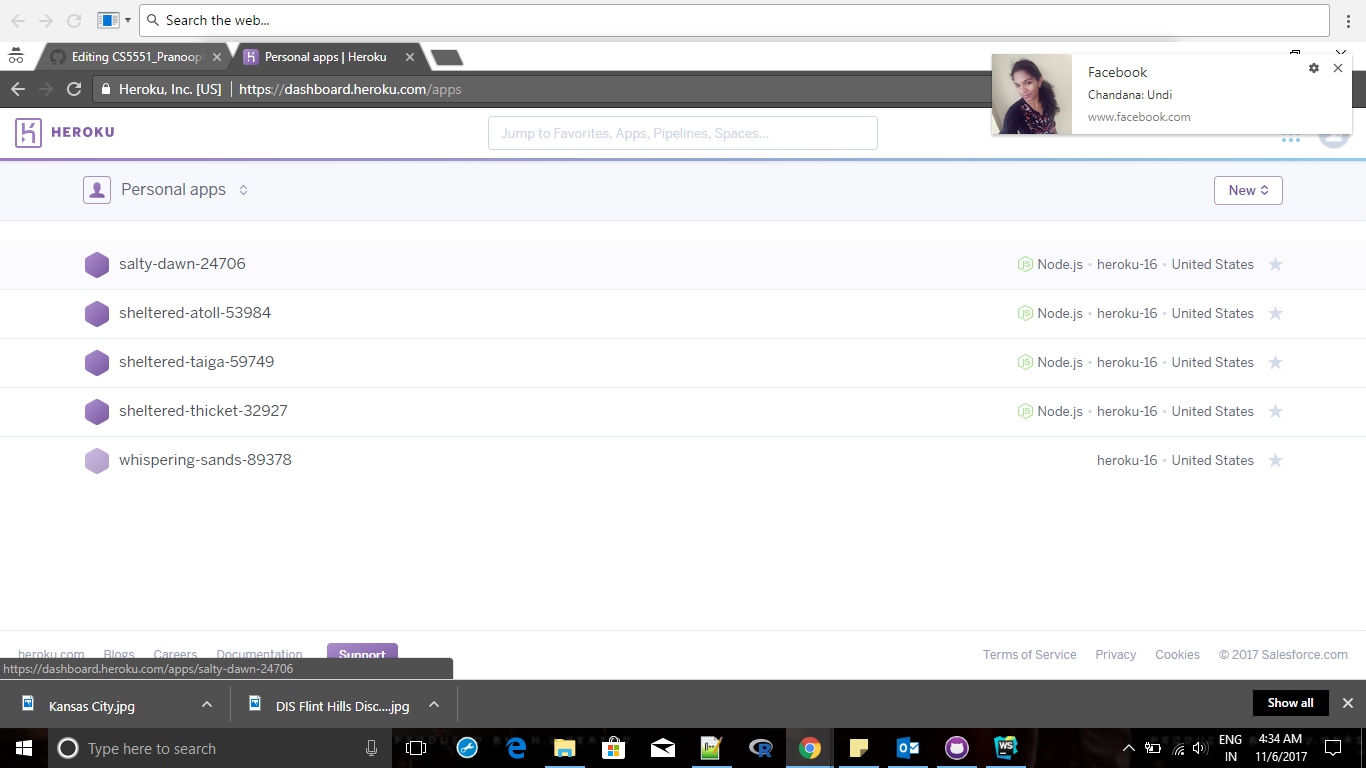 Search the web...
Editing CS5551_Pranoop
Personal apps | Heroku
Heroku, Inc. [US]
https://dashboard.heroku.com/apps
Facebook
Chandana: Undi
www.facebook.com
HEROKU
Jump to Favorites, Apps, Pipelines, Spaces...
Personal apps
New
salty-dawn-24706
Node.js • heroku-16 • United States
sheltered-atoll-53984
Node.js • heroku-16 • United States
sheltered-taiga-59749
Node.js • heroku-16 • United States
sheltered-thicket-32927
Node.js • heroku-16 • United States
whispering-sands-89378
heroku-16 • United States
heroku.com Blogs Careers Documentation Support
Terms of Service Privacy Cookies © 2017 Salesforce.com
https://dashboard.heroku.com/apps/salty-dawn-24706
Kansas City.jpg
DIS Flint Hills Disc....jpg
Show all
Type here to search
ENG
IN
4:34 AM
11/6/2017